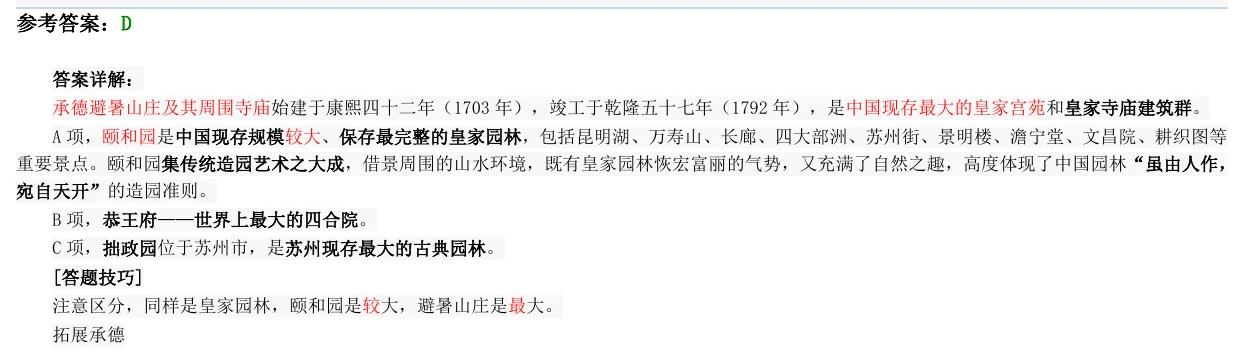 参考答案：D
答案详解：
承德避暑山庄及其周围寺庙始建于康熙四十二年（1703 年），竣工于乾隆五十七年（1792 年），是中国现存最大的皇家宫苑和皇家寺庙建筑群。
A 项，颐和园是中国现存规模较大、保存最完整的皇家园林，包括昆明湖、万寿山、长廊、四大部洲、苏州街、景明楼、澹宁堂、文昌院、耕织图等
重要景点。颐和园集传统造园艺术之大成，借景周围的山水环境，既有皇家园林恢宏富丽的气势，又充满了自然之趣，高度体现了中国园林“虽由人作，
宛自天开”的造园准则。
B 项，恭王府——世界上最大的四合院。
C 项，拙政园位于苏州市，是苏州现存最大的古典园林。
[答题技巧]
注意区分，同样是皇家园林，颐和园是较大，避暑山庄是最大。
拓展承德